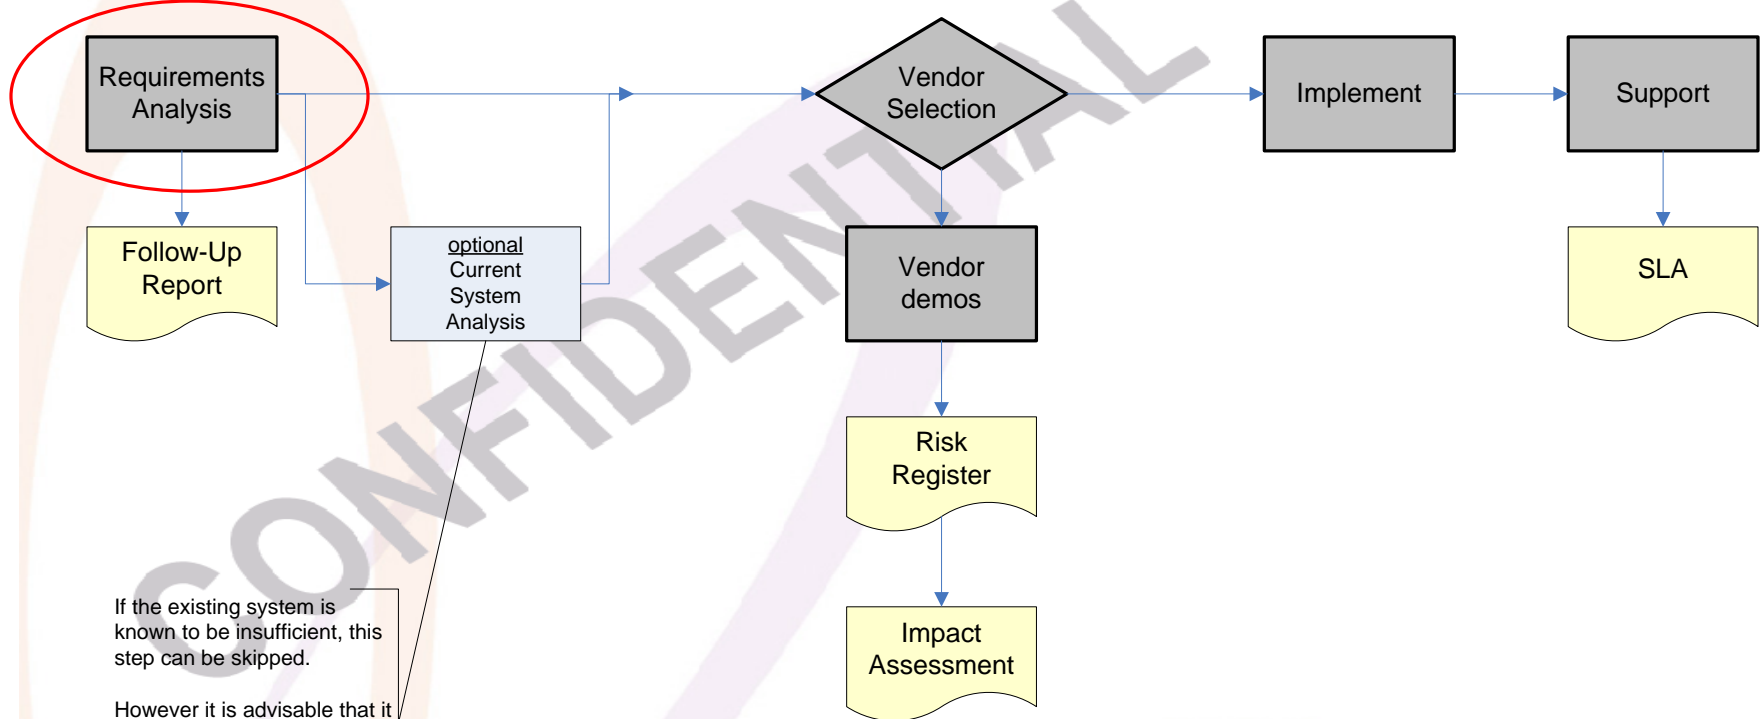 Requirements
Analysis
Vendor
Selection
Implement
Support
Follow-Up
Report
optional
Current
System
Analysis
Vendor
demos
SLA
Risk
Register
Impact
Assessment
If the existing system is
known to be insufficient, this
step can be skipped.
However it is advisable that it
CONFIDENTIAL